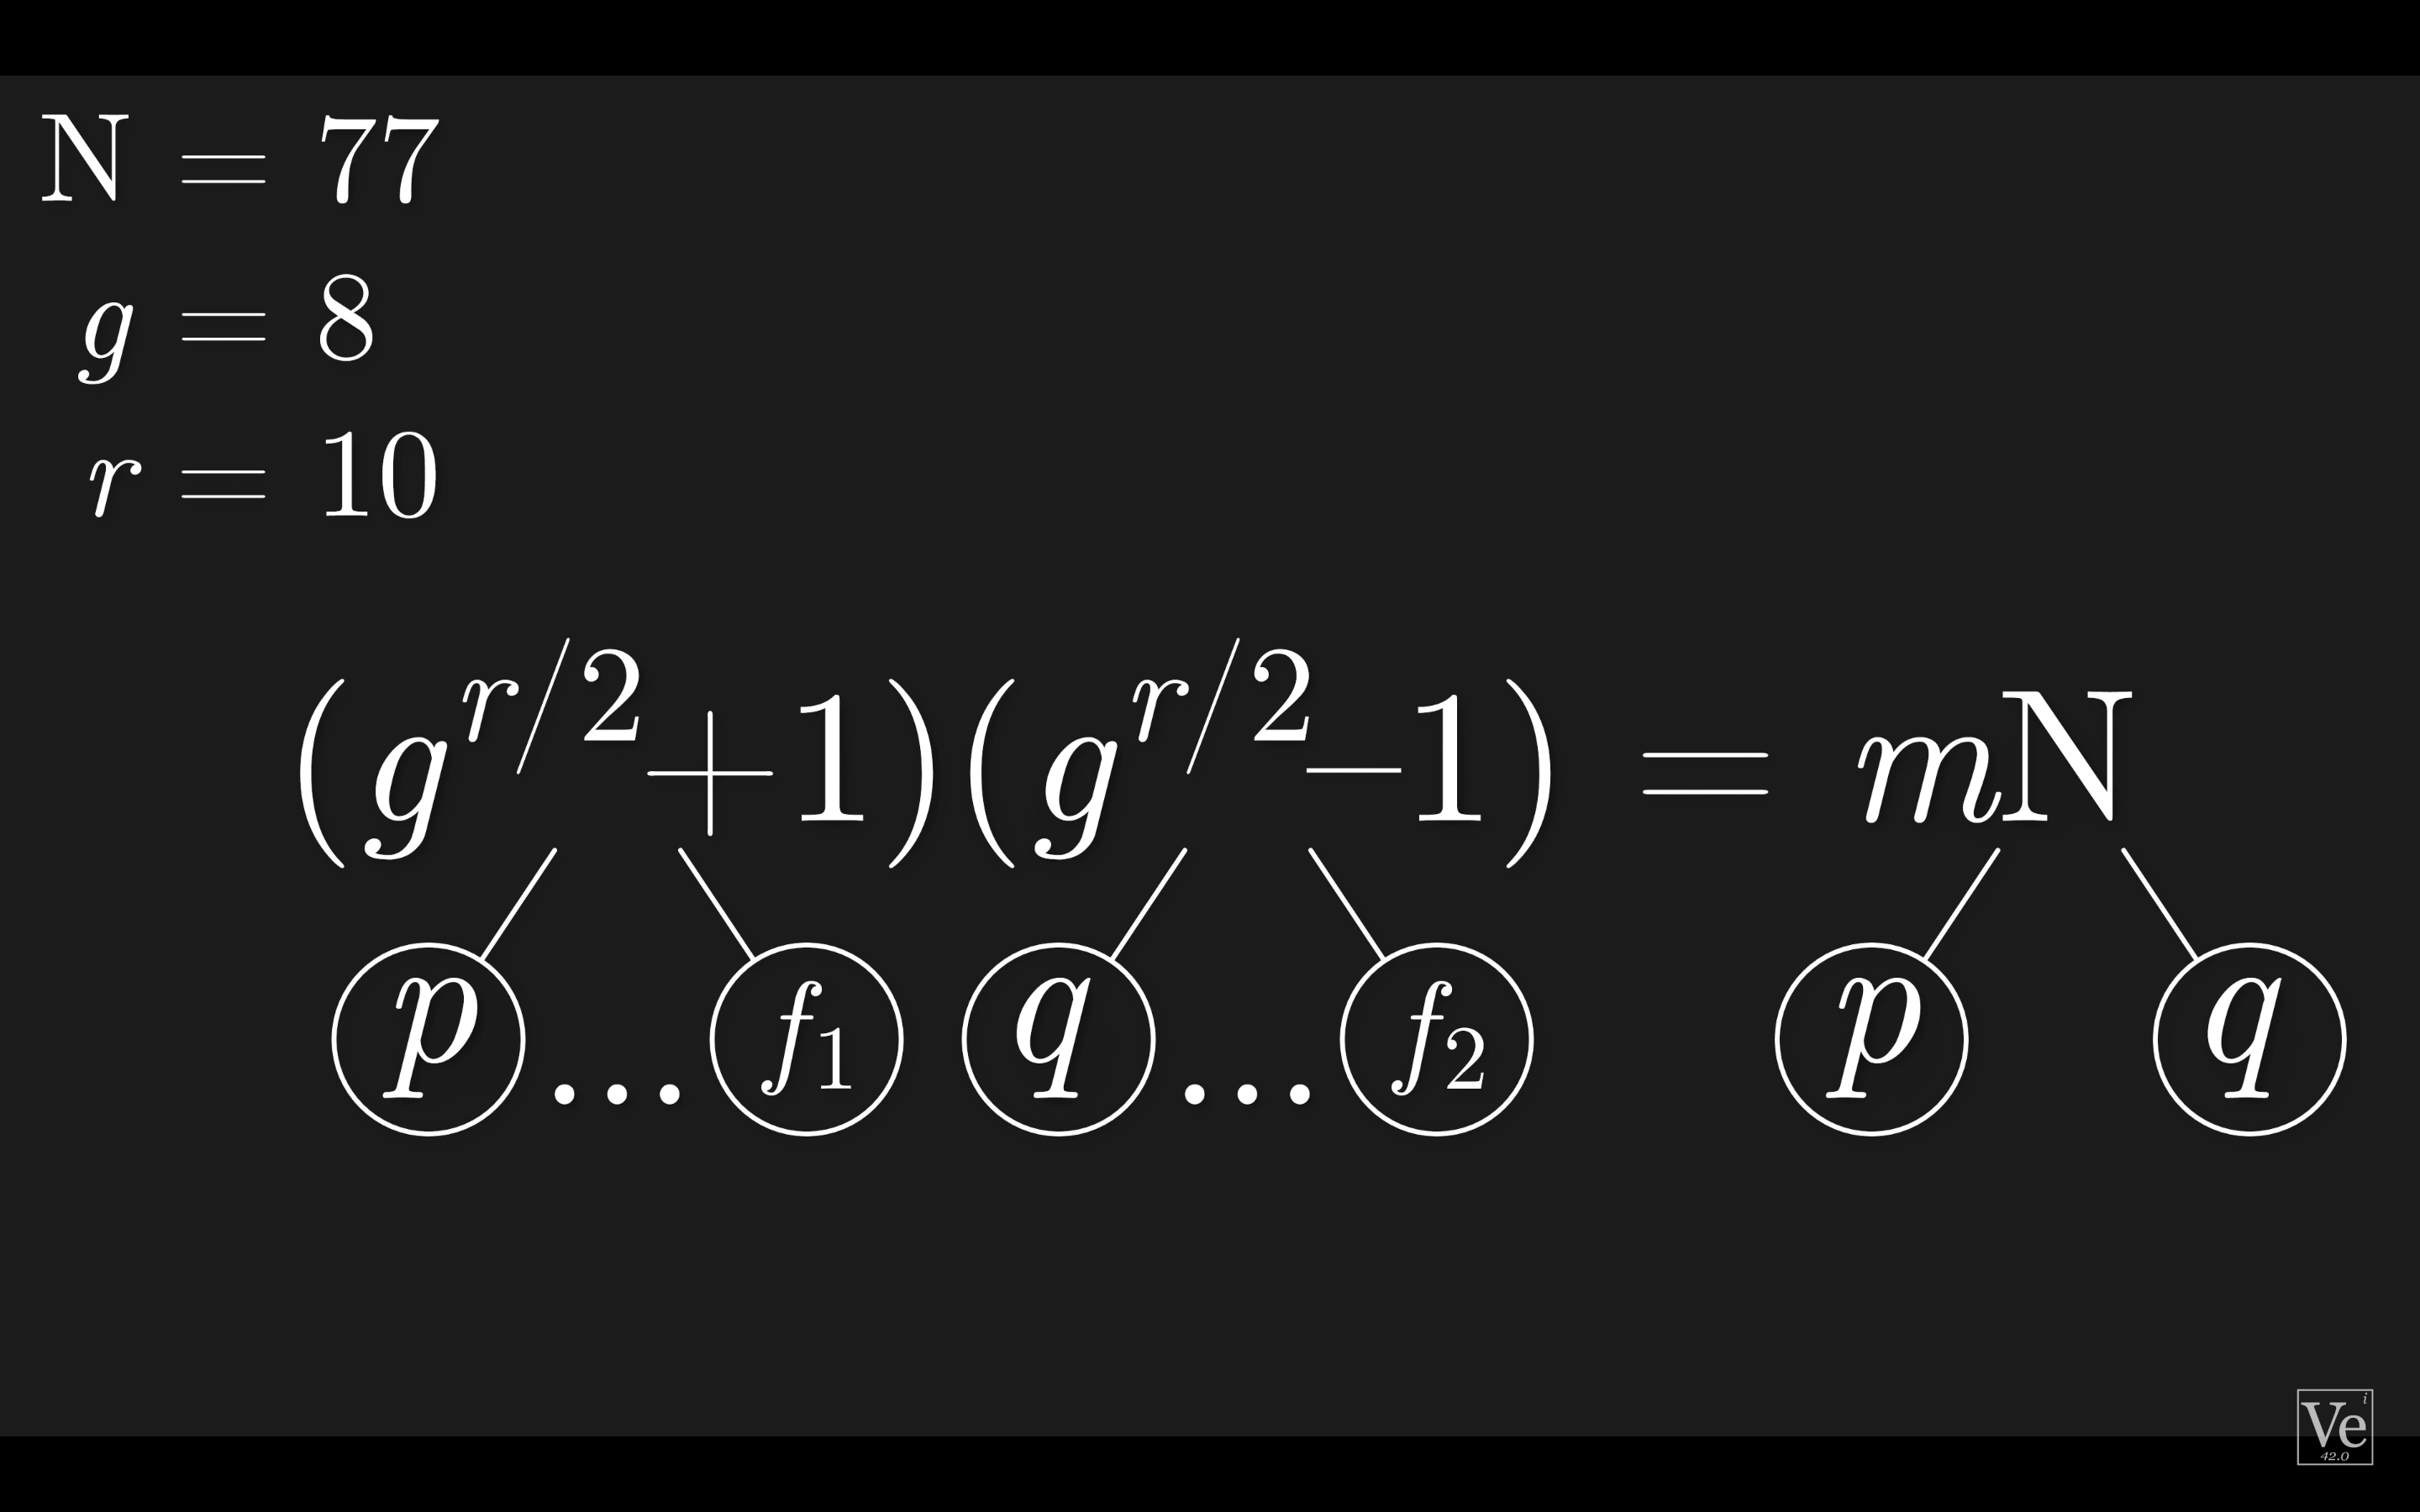 N = 77
g = 8
r = 10
(g^{r/2}+1)(g^{r/2}−1) = mN
p ... f₁ q ... f₂ p q
i
Ve
42.0